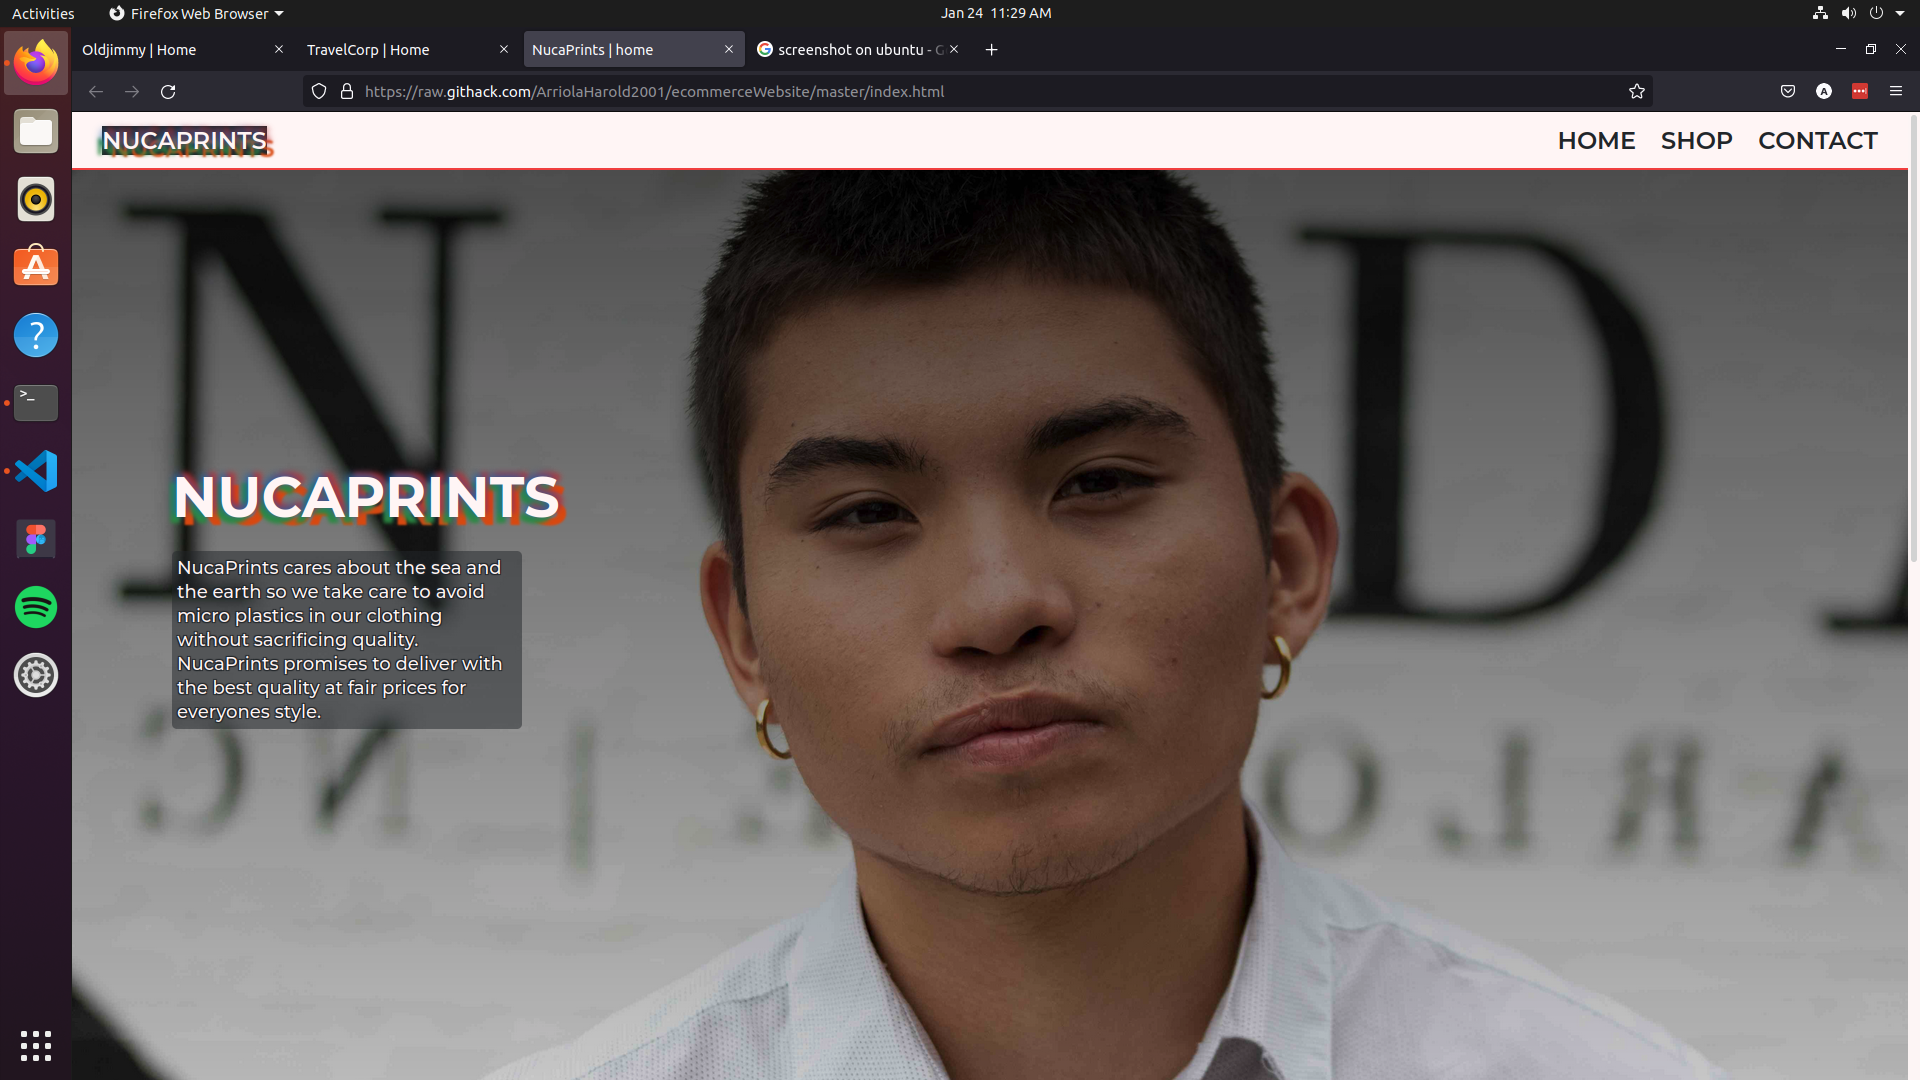 Activities
Firefox Web Browser
Jan 24 11:29 AM
Oldjimmy | Home
TravelCorp | Home
NucaPrints | home
screenshot on ubuntu - G
https://raw.githack.com/ArriolaHarold2001/ecommerceWebsite/master/index.html
A
NUCAPRINTS
HOME
SHOP
CONTACT
N D
NUCAPRINTS
NucaPrints cares about the sea and
the earth so we take care to avoid
micro plastics in our clothing
without sacrificing quality.
NucaPrints promises to deliver with
the best quality at fair prices for
everyones style.